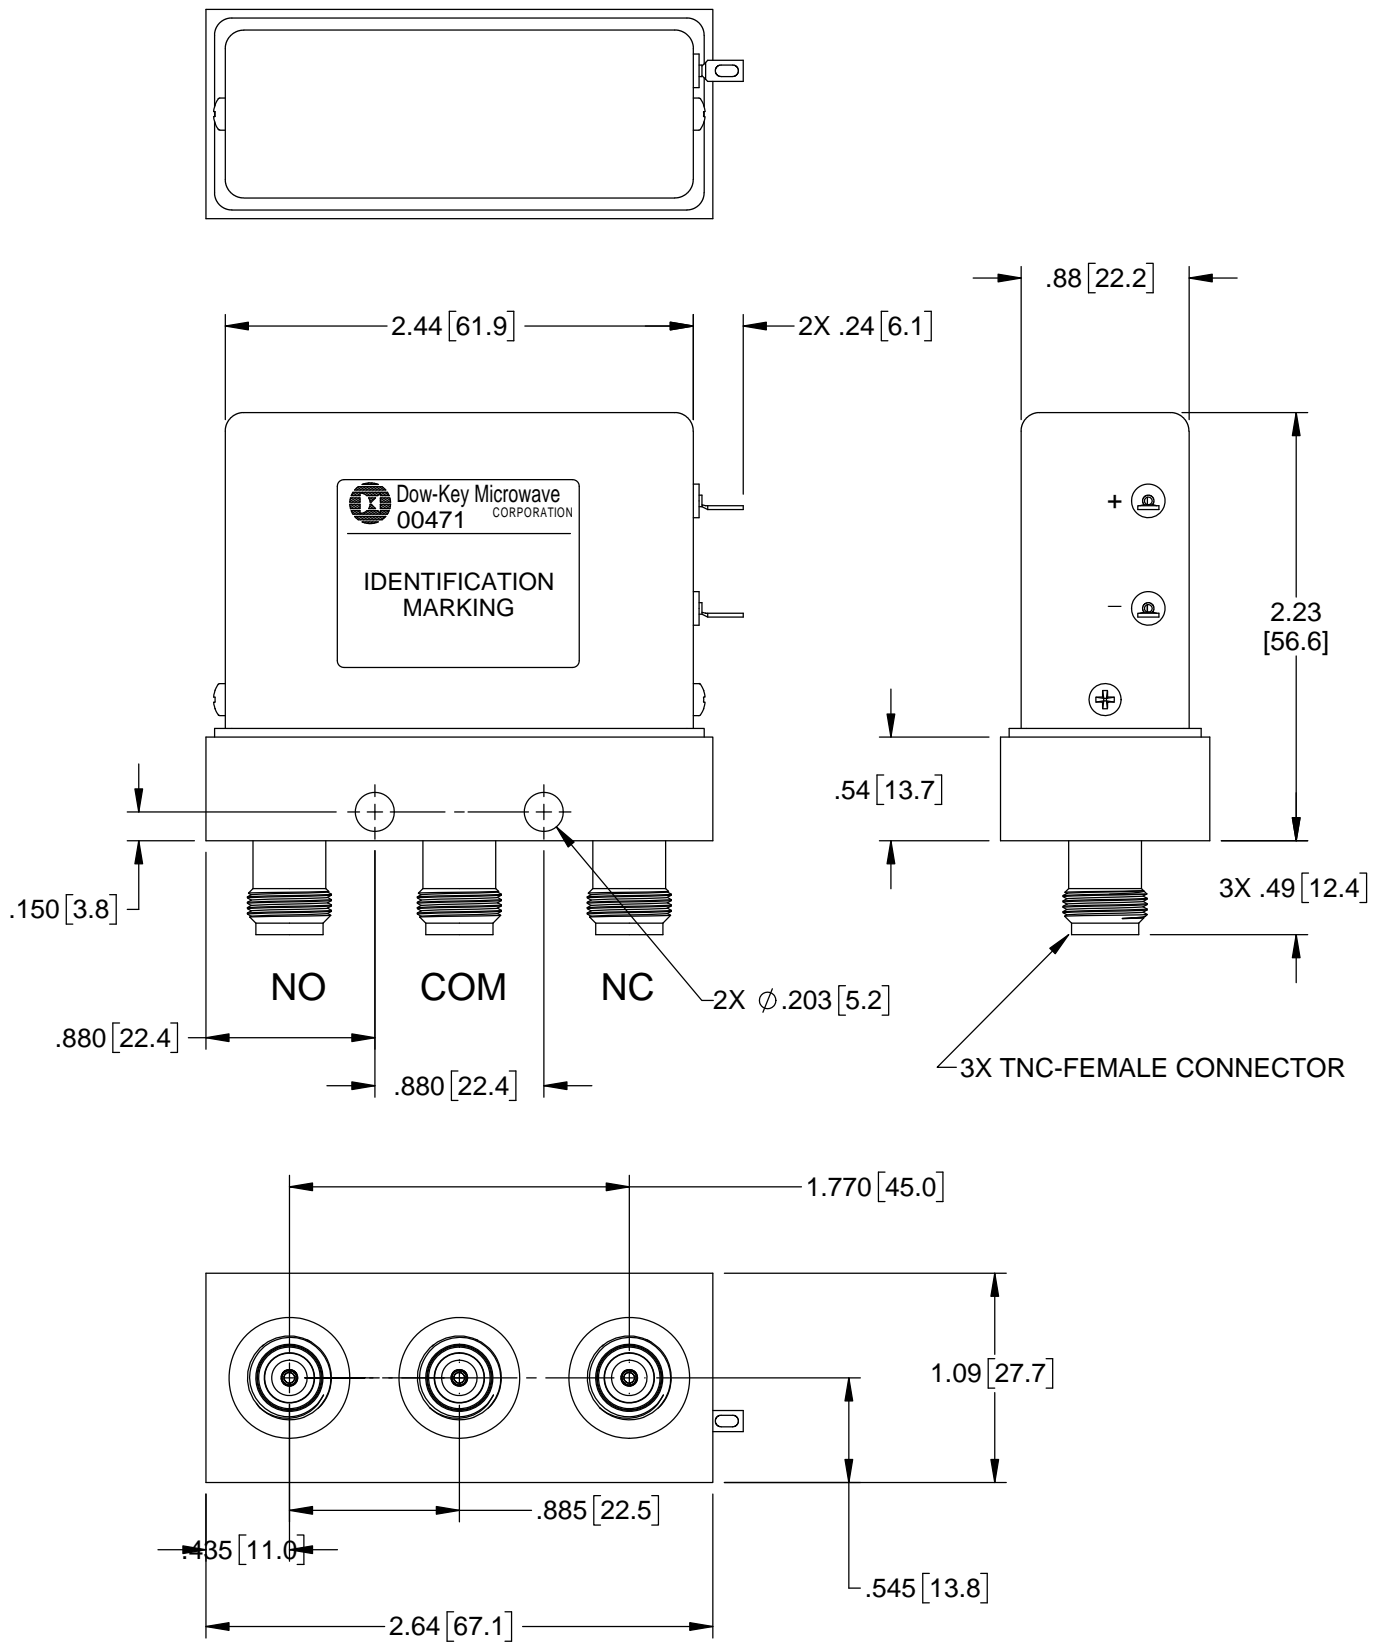 .88[22.2]
2.44[61.9]
2X .24[6.1]
Dow-Key Microwave
00471 CORPORATION
IDENTIFICATION
MARKING
+
−
2.23
[56.6]
.54[13.7]
.150[3.8]
3X .49[12.4]
NO COM NC
2X ∅.203[5.2]
.880[22.4]
3X TNC-FEMALE CONNECTOR
.880[22.4]
1.770[45.0]
1.09[27.7]
.885[22.5]
.435[11.0]
.545[13.8]
2.64[67.1]